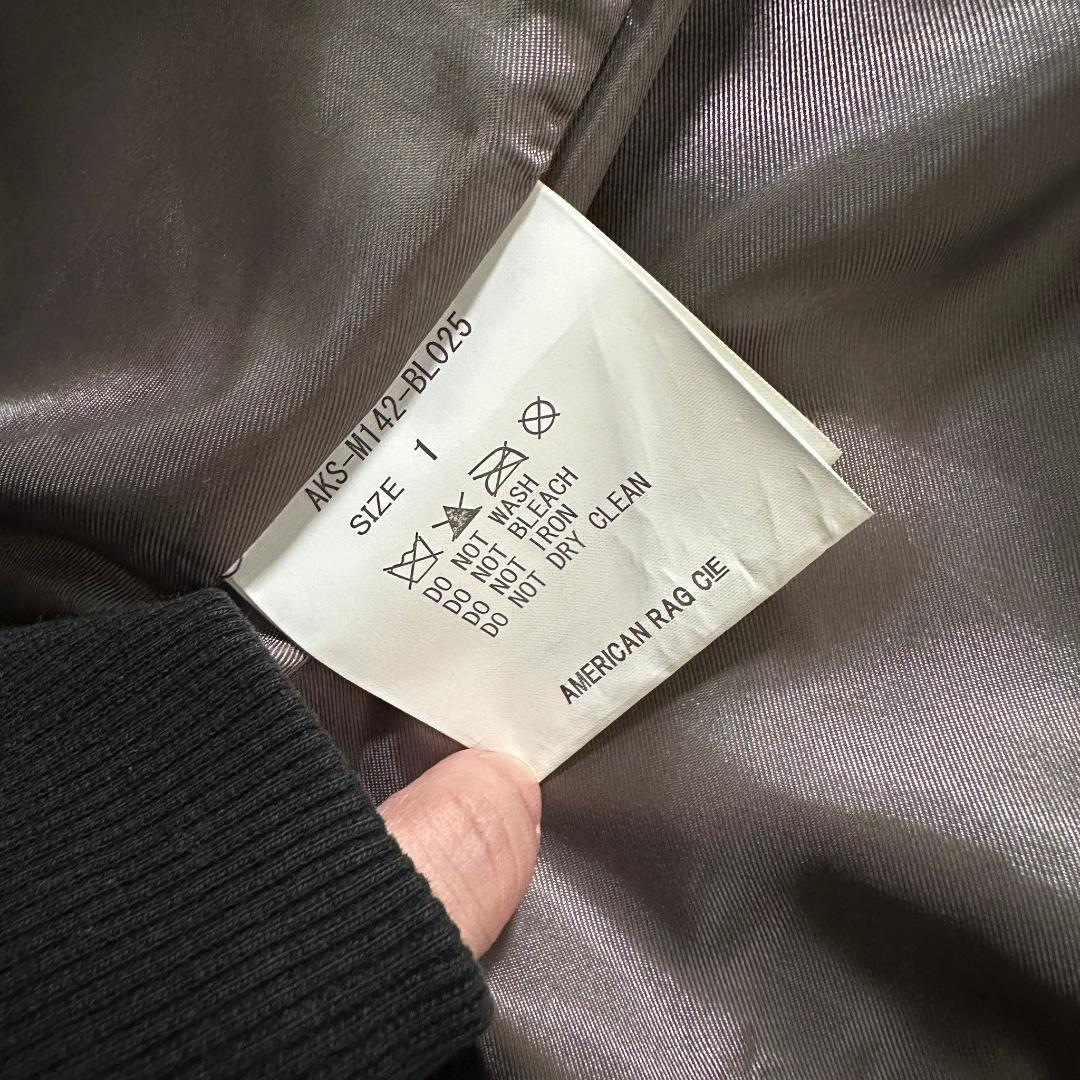 AKS-M142-BL025
SIZE 1
DO NOT WASH
DO NOT BLEACH
DO NOT IRON
DO NOT DRY CLEAN
AMERICAN RAG CIE